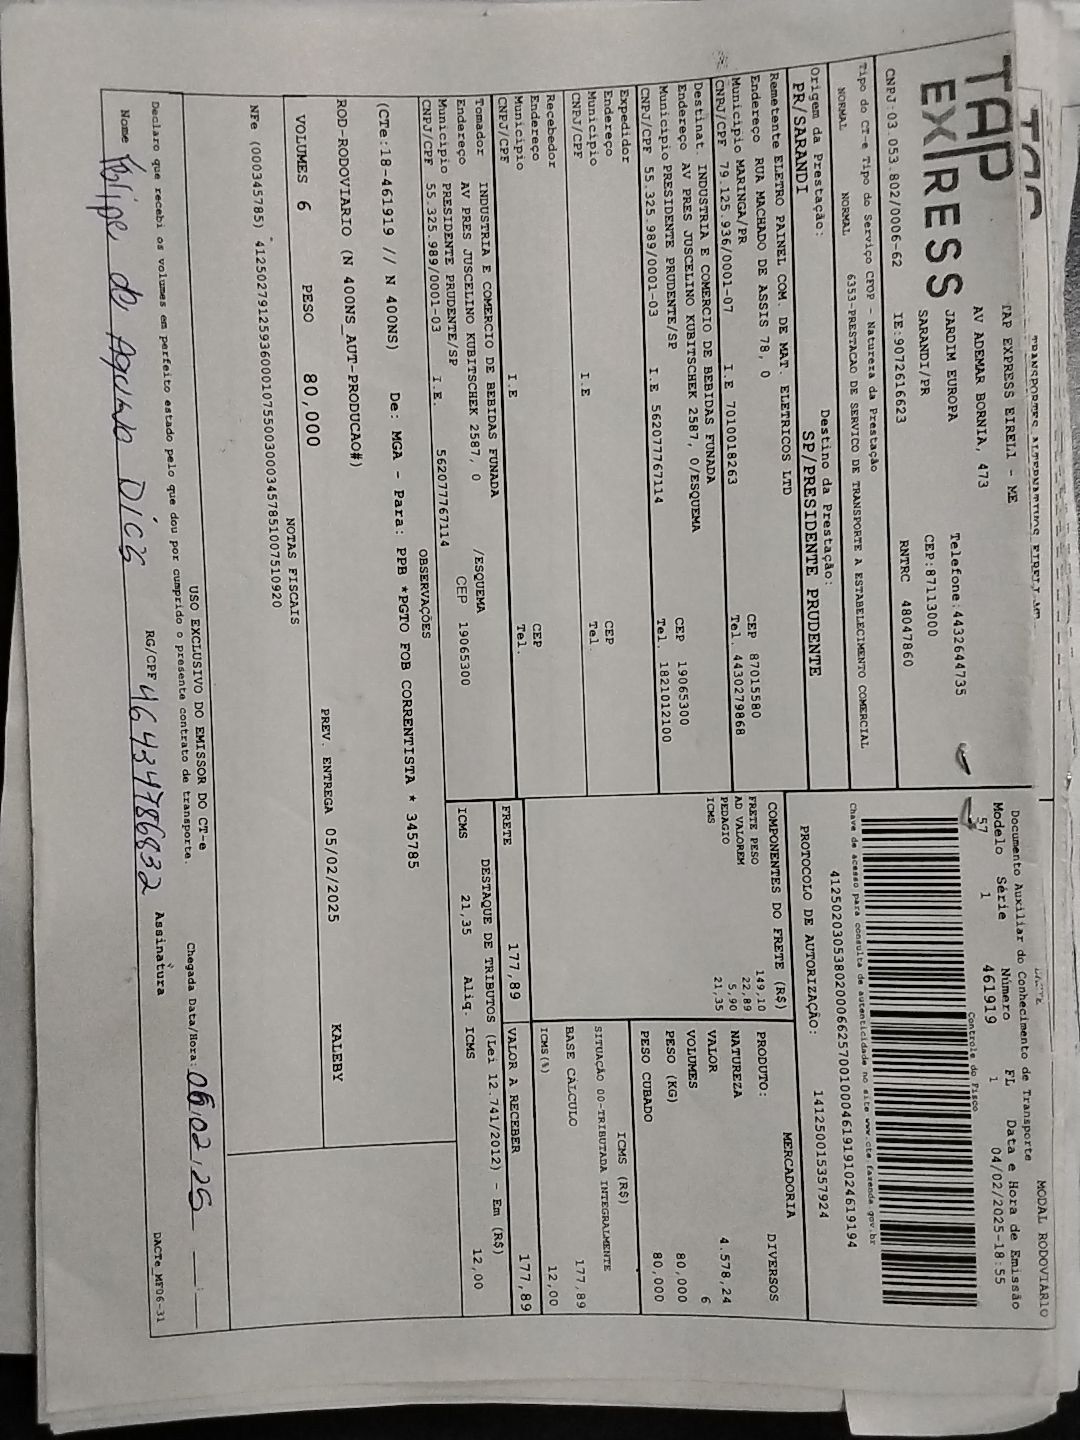 TAP EXPRESS
TAP EXPRESS EIRELI - ME
AV ADEMAR BORNIA, 473
JARDIM EUROPA
SARANDI/PR
Telefone:4432644735
CEP:87113000
CNPJ:03.053.802/0006-62 IE:9072616623 RNTRC 48047860
MODAL RODOVIARIO
Documento Auxiliar do Conhecimento de Transporte
Modelo Série Número FL Data e Hora de Emissão
57 1 461919 1 04/02/2025-18:55
Controle do Fisco
Chave de acesso para consulta de autenticidade no site www.cte.fazenda.gov.br
41250203053802000662570010004619191024619194
PROTOCOLO DE AUTORIZAÇÃO: 141250015357924
Tipo do CT-e Tipo do Serviço CFOP - Natureza da Prestação
NORMAL NORMAL 6353-PRESTACAO DE SERVICO DE TRANSPORTE A ESTABELECIMENTO COMERCIAL
Origem da Prestação: Destino da Prestação:
PR/SARANDI SP/PRESIDENTE PRUDENTE
Remetente ELETRO PAINEL COM. DE MAT. ELETRICOS LTD
Endereço RUA MACHADO DE ASSIS 78, 0 CEP 87015580
Município MARINGA/PR Tel. 4430279868
CNPJ/CPF 79.125.936/0001-07 I.E 7010018263
Destinat. INDUSTRIA E COMERCIO DE BEBIDAS FUNADA
Endereço AV PRES JUSCELINO KUBITSCHEK 2587, 0/ESQUEMA CEP 19065300
Município PRESIDENTE PRUDENTE/SP Tel. 1821012100
CNPJ/CPF 55.325.989/0001-03 I.E 562077767114
Expedidor
Endereço CEP
Município Tel.
CNPJ/CPF I.E
Recebedor
Endereço CEP
Município Tel.
CNPJ/CPF I.E
Tomador INDUSTRIA E COMERCIO DE BEBIDAS FUNADA
Endereço AV PRES JUSCELINO KUBITSCHEK 2587, 0 /ESQUEMA CEP 19065300
Município PRESIDENTE PRUDENTE/SP
CNPJ/CPF 55.325.989/0001-03 I.E. 562077767114
COMPONENTES DO FRETE (R$)
FRETE PESO 149,10
AD VALOREM 22,89
PEDAGIO 5,90
ICMS 21,35
MERCADORIA
PRODUTO: DIVERSOS
NATUREZA
VALOR 4.578,24
VOLUMES 6
PESO (KG) 80,000
PESO CUBADO 80,000
ICMS (R$)
SITUAÇÃO 00-TRIBUTADA INTEGRALMENTE
BASE CÁLCULO 177,89
ICMS(%) 12,00
FRETE 177,89 VALOR A RECEBER 177,89
DESTAQUE DE TRIBUTOS (Lei 12.741/2012) - Em (R$)
ICMS 21,35 Aliq. ICMS 12,00
OBSERVAÇÕES
(CTe:18-461919 // N 400NS) De: MGA - Para: PPB *PGTO FOB CORRENTISTA * 345785
ROD-RODOVIARIO (N 400NS_AUT-PRODUCAO#) KALEBY
VOLUMES 6 PESO 80,000 PREV. ENTREGA 05/02/2025
NOTAS FISCAIS
NFe (000345785) 41250279125936000107550030003457851007510920
USO EXCLUSIVO DO EMISSOR DO CT-e
Declaro que recebi os volumes em perfeito estado pelo que dou por cumprido o presente contrato de transporte. Chegada Data/Hora: 05/02/25
Nome de Dias RG/CPF 46434786832 Assinatura
DACTe_MF06-31